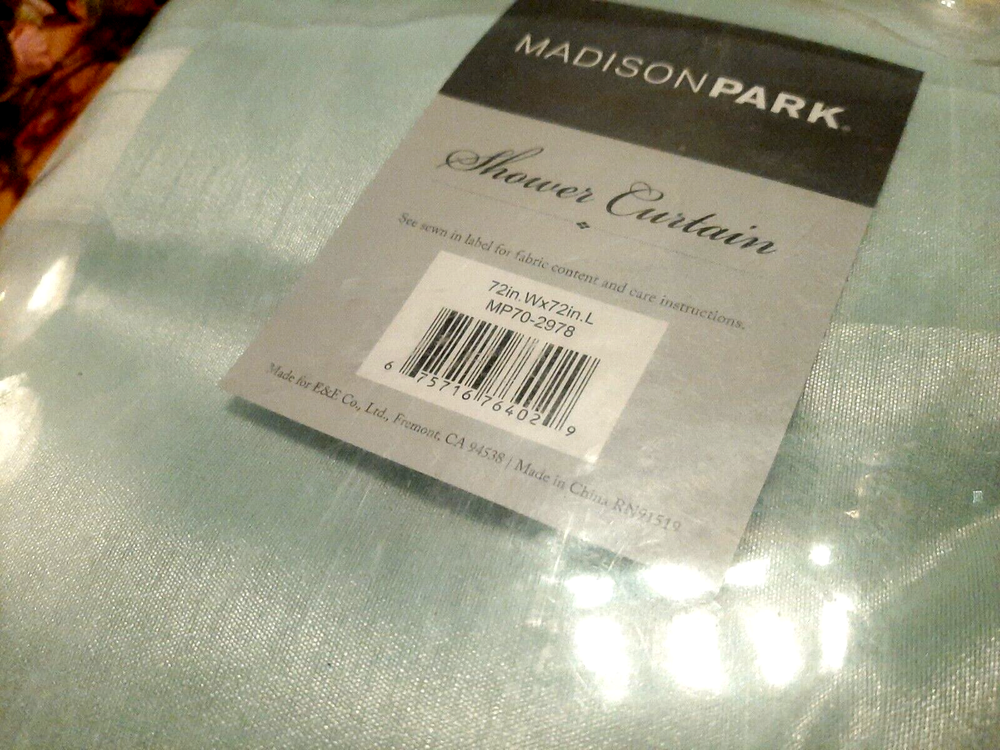 MADISONPARK®
Shower Curtain
See sewn in label for fabric content and care instructions.
72in.Wx72in.L
MP70-2978
6 75716 76402 9
Made for E&E Co., Ltd., Fremont, CA 94538 | Made in China RN91519